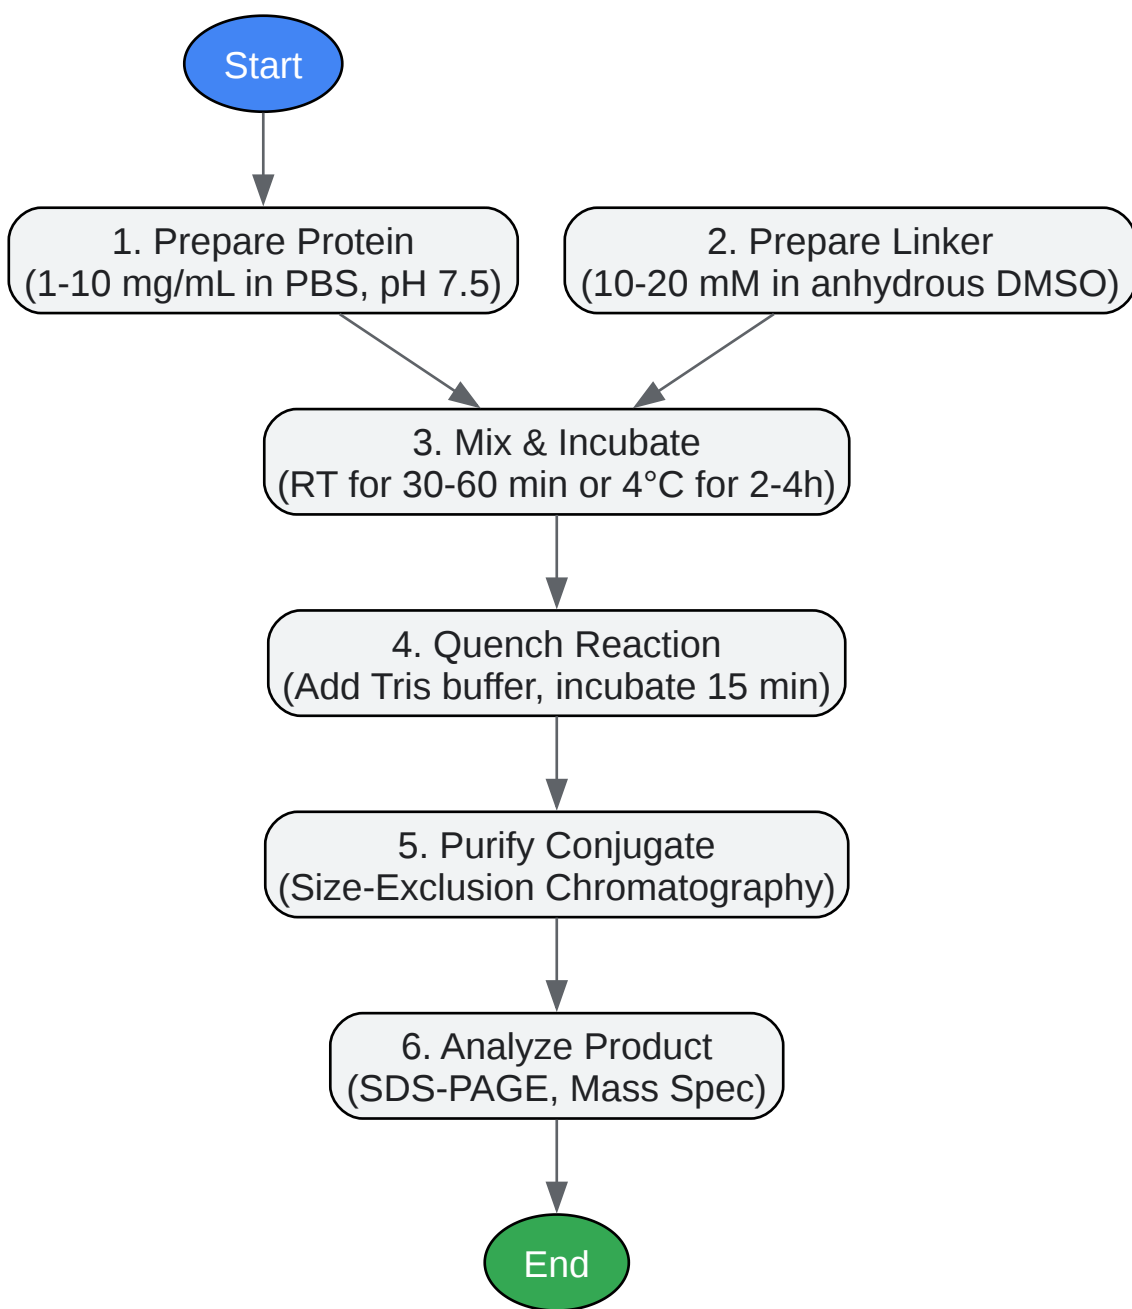 Start
1. Prepare Protein
(1-10 mg/mL in PBS, pH 7.5)
2. Prepare Linker
(10-20 mM in anhydrous DMSO)
3. Mix & Incubate
(RT for 30-60 min or 4°C for 2-4h)
4. Quench Reaction
(Add Tris buffer, incubate 15 min)
5. Purify Conjugate
(Size-Exclusion Chromatography)
6. Analyze Product
(SDS-PAGE, Mass Spec)
End